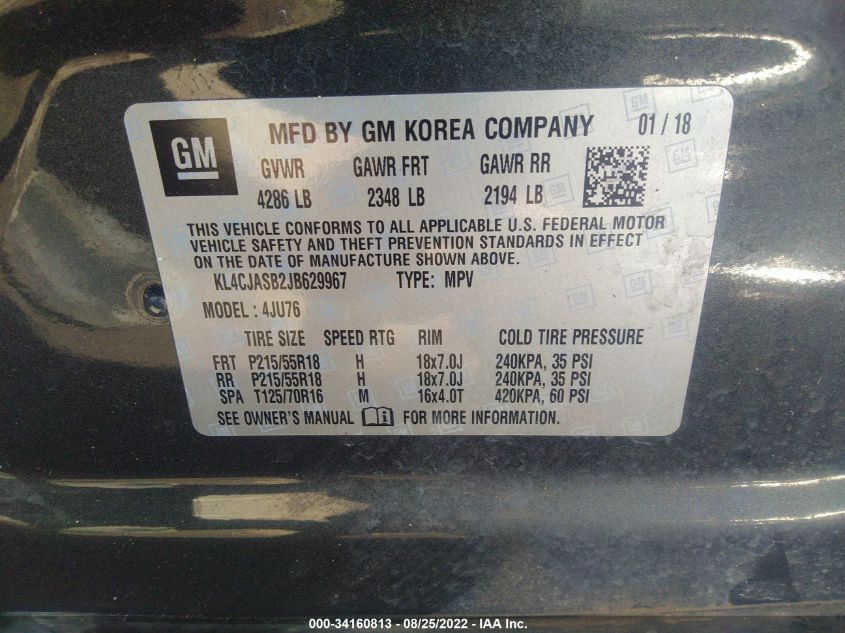 GM
MFD BY GM KOREA COMPANY 01 / 18
GVWR GAWR FRT GAWR RR
4286 LB 2348 LB 2194 LB
THIS VEHICLE CONFORMS TO ALL APPLICABLE U.S. FEDERAL MOTOR
VEHICLE SAFETY AND THEFT PREVENTION STANDARDS IN EFFECT
ON THE DATE OF MANUFACTURE SHOWN ABOVE.
KL4CJASB2JB629967 TYPE: MPV
MODEL : 4JU76
TIRE SIZE SPEED RTG RIM COLD TIRE PRESSURE
FRT P215/55R18 H 18x7.0J 240KPA, 35 PSI
RR P215/55R18 H 18x7.0J 240KPA, 35 PSI
SPA T125/70R16 M 16x4.0T 420KPA, 60 PSI
SEE OWNER'S MANUAL i FOR MORE INFORMATION.
000-34160813 - 08/25/2022 - IAA Inc.